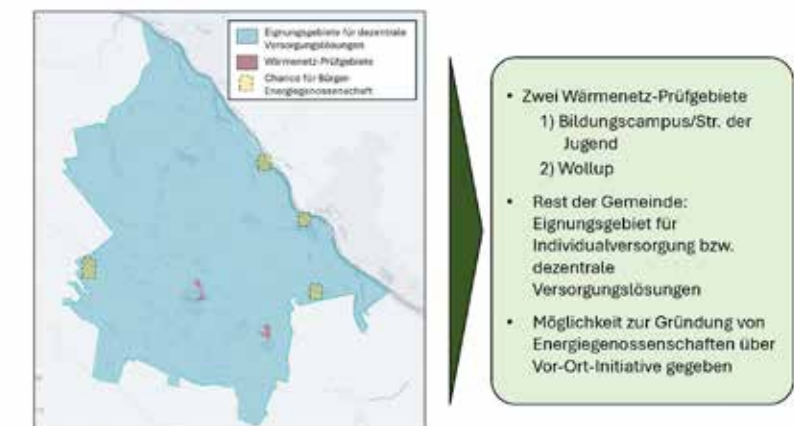 Eignungsgebiete für dezentrale
Versorgungslösungen
Wärmenetz-Prüfgebiete
Chance für Bürger-
Energiegenossenschaft
• Zwei Wärmenetz-Prüfgebiete
1) Bildungscampus/Str. der
Jugend
2) Wollup
• Rest der Gemeinde:
Eignungsgebiet für
Individualversorgung bzw.
dezentrale
Versorgungslösungen
• Möglichkeit zur Gründung von
Energiegenossenschaften über
Vor-Ort-Initiative gegeben